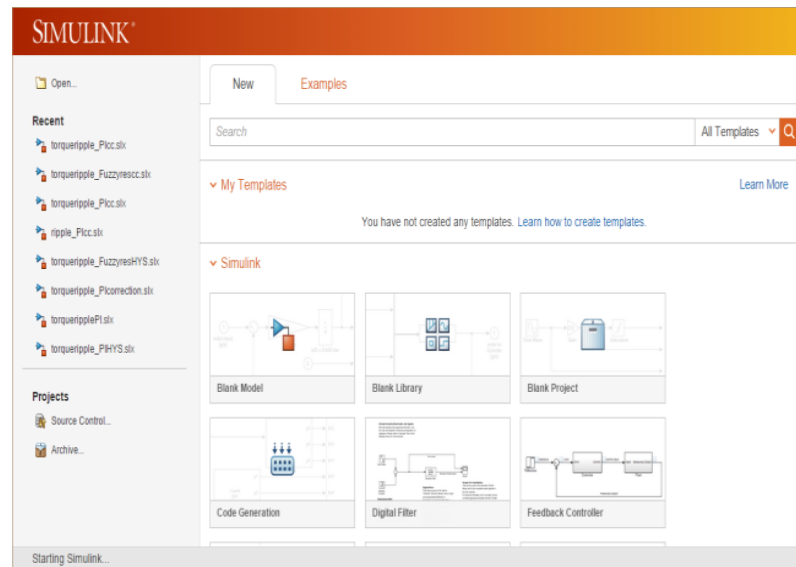 SIMULINK®
Open...
Recent
torqueripple_PIcc.slx
torqueripple_Fuzzyrescc.slx
torqueripple_PIcc.slx
ripple_PIcc.slx
torqueripple_FuzzyresHYS.slx
torqueripple_PIcorrection.slx
torqueripplePI.slx
torqueripple_PIHYS.slx
Projects
Source Control...
Archive...
New
Examples
Search
All Templates
My Templates
Learn More
You have not created any templates. Learn how to create templates.
Simulink
Blank Model
Blank Library
Blank Project
Code Generation
Digital Filter
Feedback Controller
Starting Simulink...